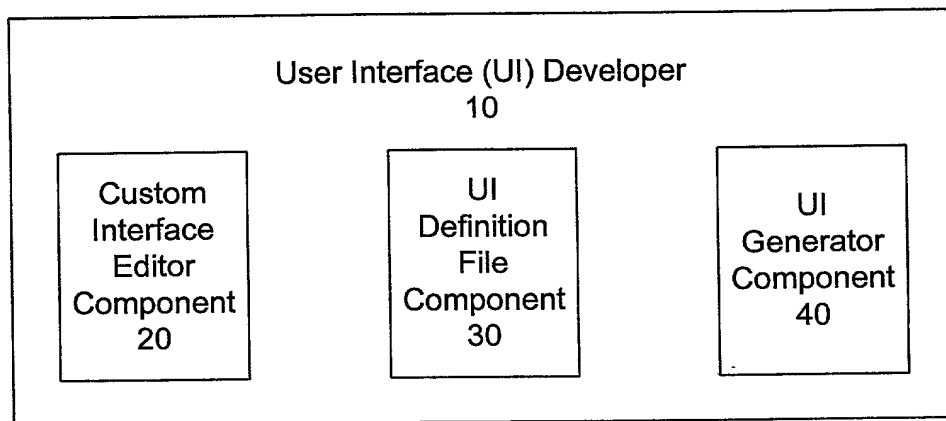 User Interface (UI) Developer
10
Custom
Interface
Editor
Component
20
UI
Definition
File
Component
30
UI
Generator
Component
40